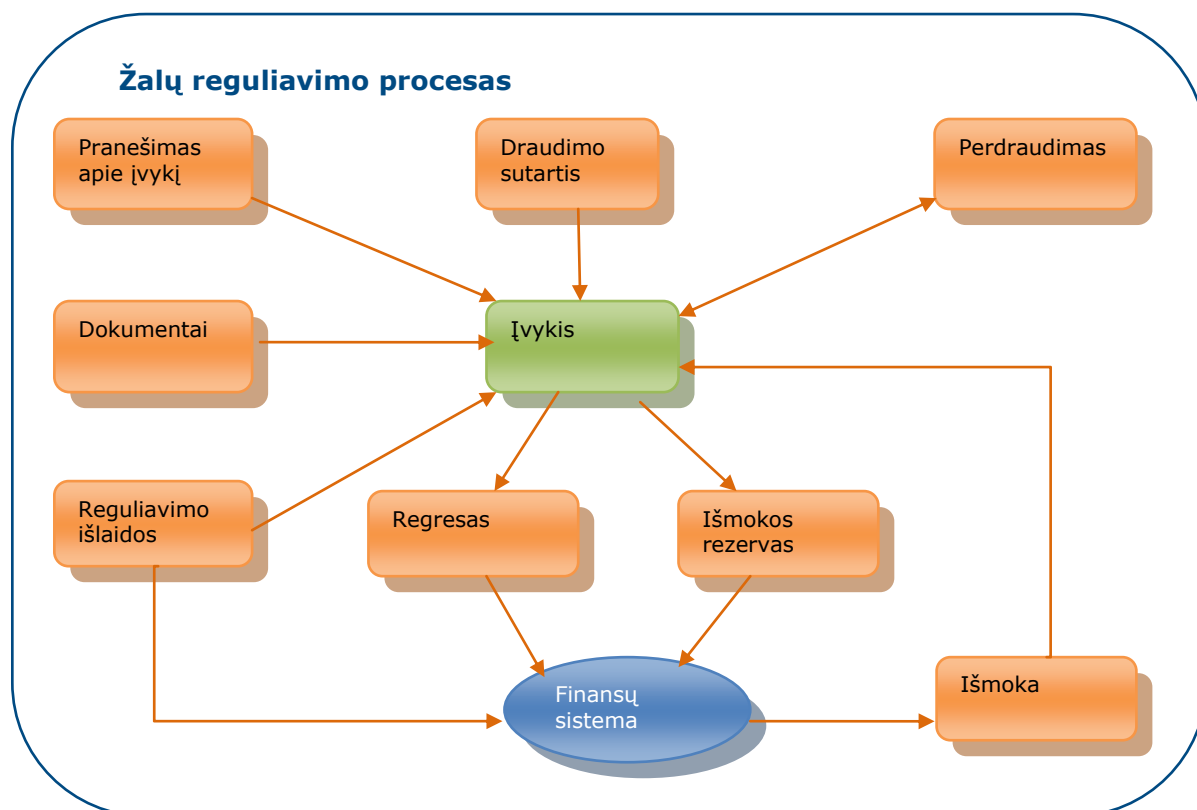 Žalų reguliavimo procesas
Pranešimas
apie įvykį
Draudimo
sutartis
Perdraudimas
Dokumentai
Įvykis
Reguliavimo
išlaidos
Regresas
Išmokos
rezervas
Finansų
sistema
Išmoka